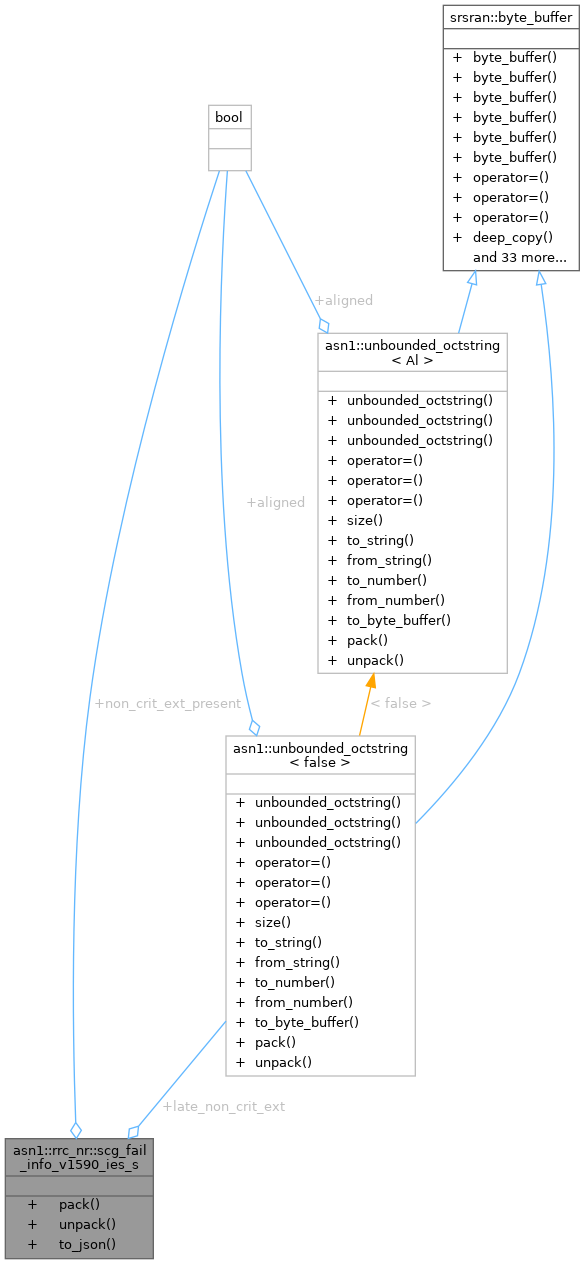 srsran::byte_buffer
+ byte_buffer()
+ byte_buffer()
+ byte_buffer()
+ byte_buffer()
+ byte_buffer()
+ byte_buffer()
+ operator=()
+ operator=()
+ operator=()
+ deep_copy()
and 33 more...
bool
+aligned
asn1::unbounded_octstring
< Al >
+ unbounded_octstring()
+ unbounded_octstring()
+ unbounded_octstring()
+ operator=()
+ operator=()
+ operator=()
+ size()
+ to_string()
+ from_string()
+ to_number()
+ from_number()
+ to_byte_buffer()
+ pack()
+ unpack()
+aligned
+non_crit_ext_present
< false >
asn1::unbounded_octstring
< false >
+ unbounded_octstring()
+ unbounded_octstring()
+ unbounded_octstring()
+ operator=()
+ operator=()
+ operator=()
+ size()
+ to_string()
+ from_string()
+ to_number()
+ from_number()
+ to_byte_buffer()
+ pack()
+ unpack()
+late_non_crit_ext
asn1::rrc_nr::scg_fail
_info_v1590_ies_s
+ pack()
+ unpack()
+ to_json()